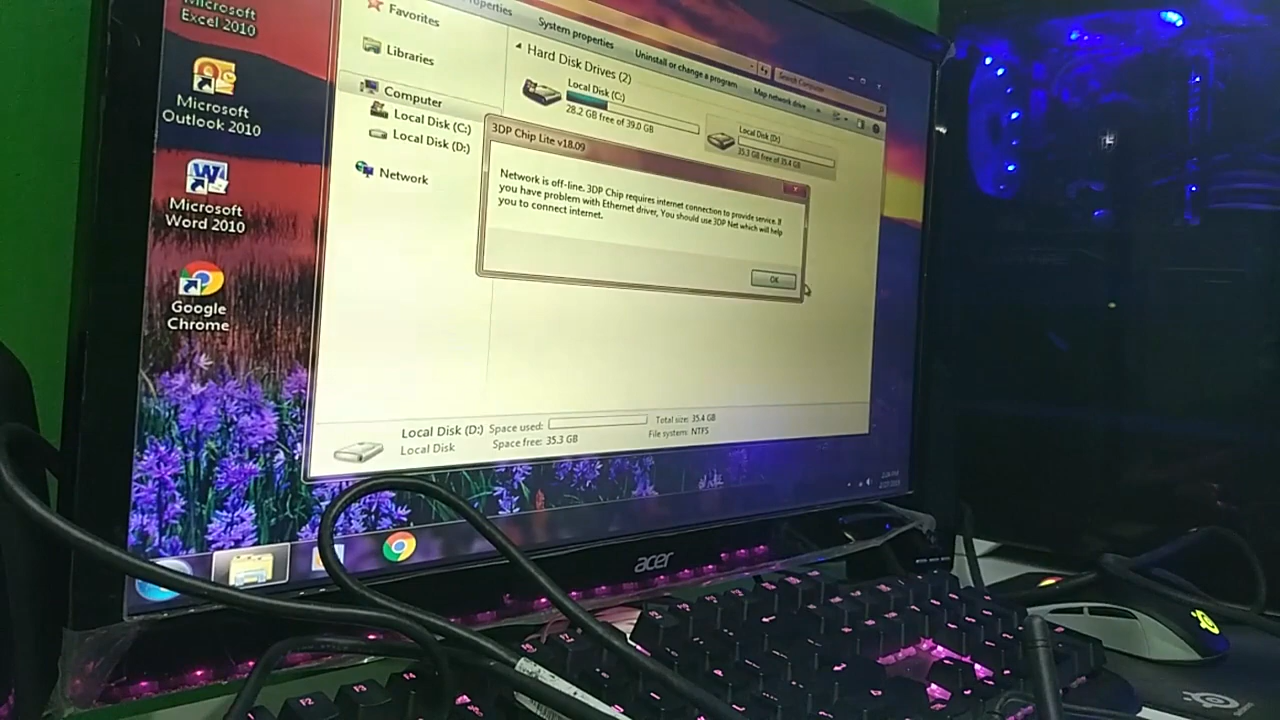 Microsoft
Excel 2010
Microsoft
Outlook 2010
Microsoft
Word 2010
Google
Chrome
Favorites
Libraries
Computer
Local Disk (C:)
Local Disk (D:)
Network
System properties
Uninstall or change a program
Map network drive
Search Computer
Hard Disk Drives (2)
Local Disk (C:)
28.2 GB free of 39.0 GB
Local Disk (D:)
35.3 GB free of 35.4 GB
3DP Chip Lite v18.09
Network is off-line. 3DP Chip requires internet connection to provide service. If
you have problem with Ethernet driver, You should use 3DP Net which will help
you to connect internet.
OK
Local Disk (D:) Space used: Total size: 35.4 GB
Local Disk Space free: 35.3 GB File system: NTFS
acer
F2
F3
F4